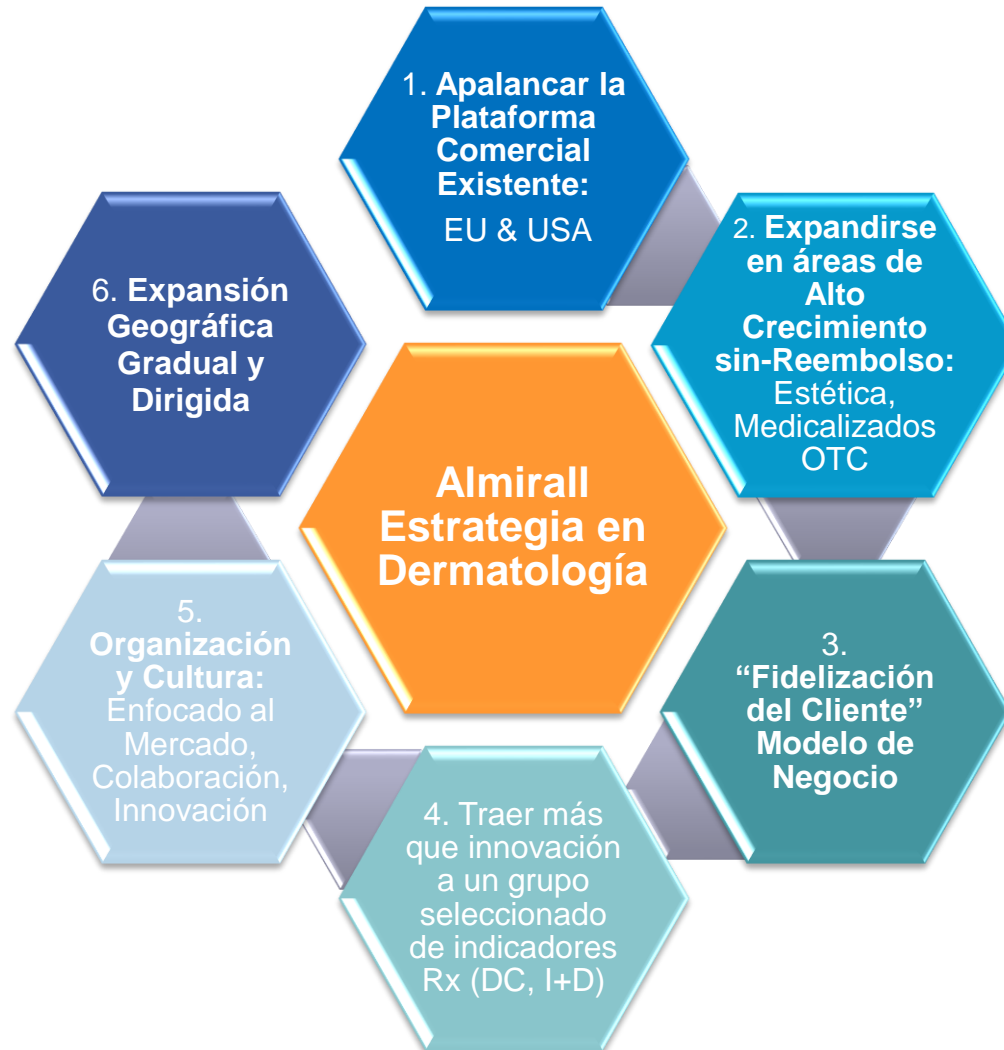 1. Apalancar la
Plataforma
Comercial
Existente:
EU & USA
2. Expandirse
en áreas de
Alto
Crecimiento
sin-Reembolso:
Estética,
Medicalizados
OTC
3.
“Fidelización
del Cliente”
Modelo de
Negocio
4. Traer más
que innovación
a un grupo
seleccionado
de indicadores
Rx (DC, I+D)
5.
Organización
y Cultura:
Enfocado al
Mercado,
Colaboración,
Innovación
6. Expansión
Geográfica
Gradual y
Dirigida
Almirall
Estrategia en
Dermatología